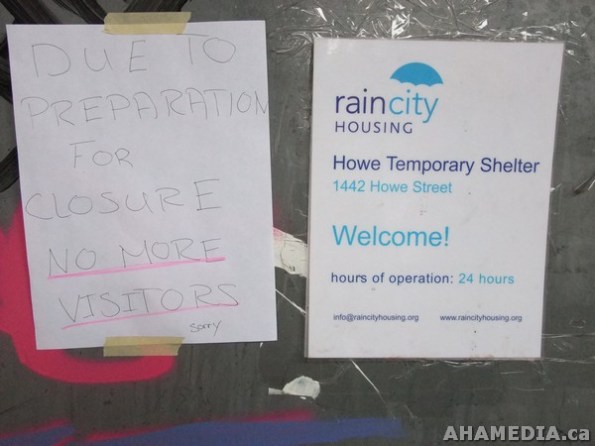 DUE TO
PREPARATION
FOR
CLOSURE
NO MORE
VISITORS
sorry
raincity
HOUSING
Howe Temporary Shelter
1442 Howe Street
Welcome!
hours of operation: 24 hours
info@raincityhousing.org www.raincityhousing.org
AHAMEDIA.ca